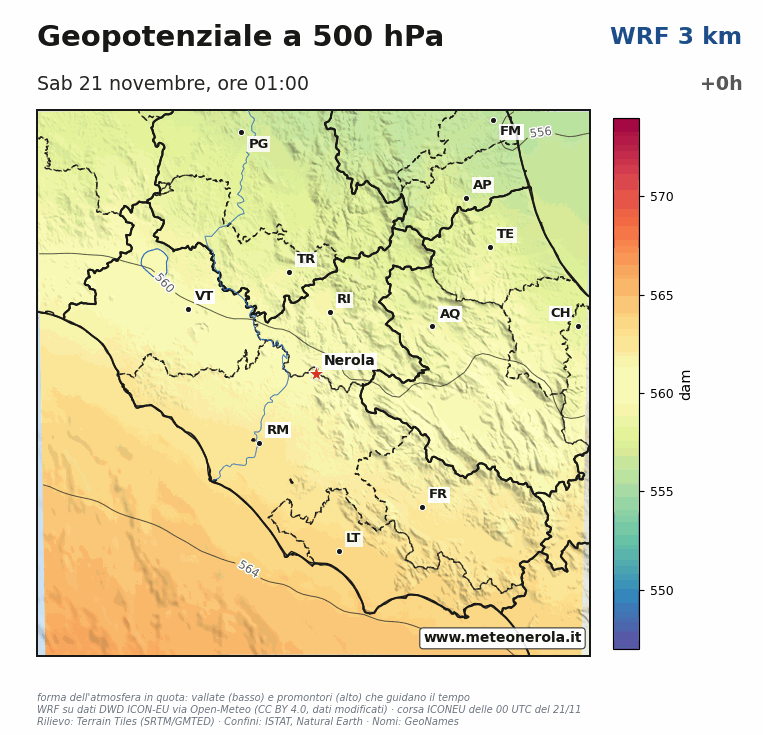 Geopotenziale a 500 hPa
WRF 3 km
Sab 21 novembre, ore 01:00
+0h
FM
556
PG
AP
TE
TR
560
VT
RI
AQ
CH
Nerola
RM
FR
LT
564
www.meteonerola.it
570
565
560
555
550
dam
forma dell'atmosfera in quota: vallate (basso) e promontori (alto) che guidano il tempo
WRF su dati DWD ICON-EU via Open-Meteo (CC BY 4.0, dati modificati) · corsa ICONEU delle 00 UTC del 21/11
Rilievo: Terrain Tiles (SRTM/GMTED) · Confini: ISTAT, Natural Earth · Nomi: GeoNames